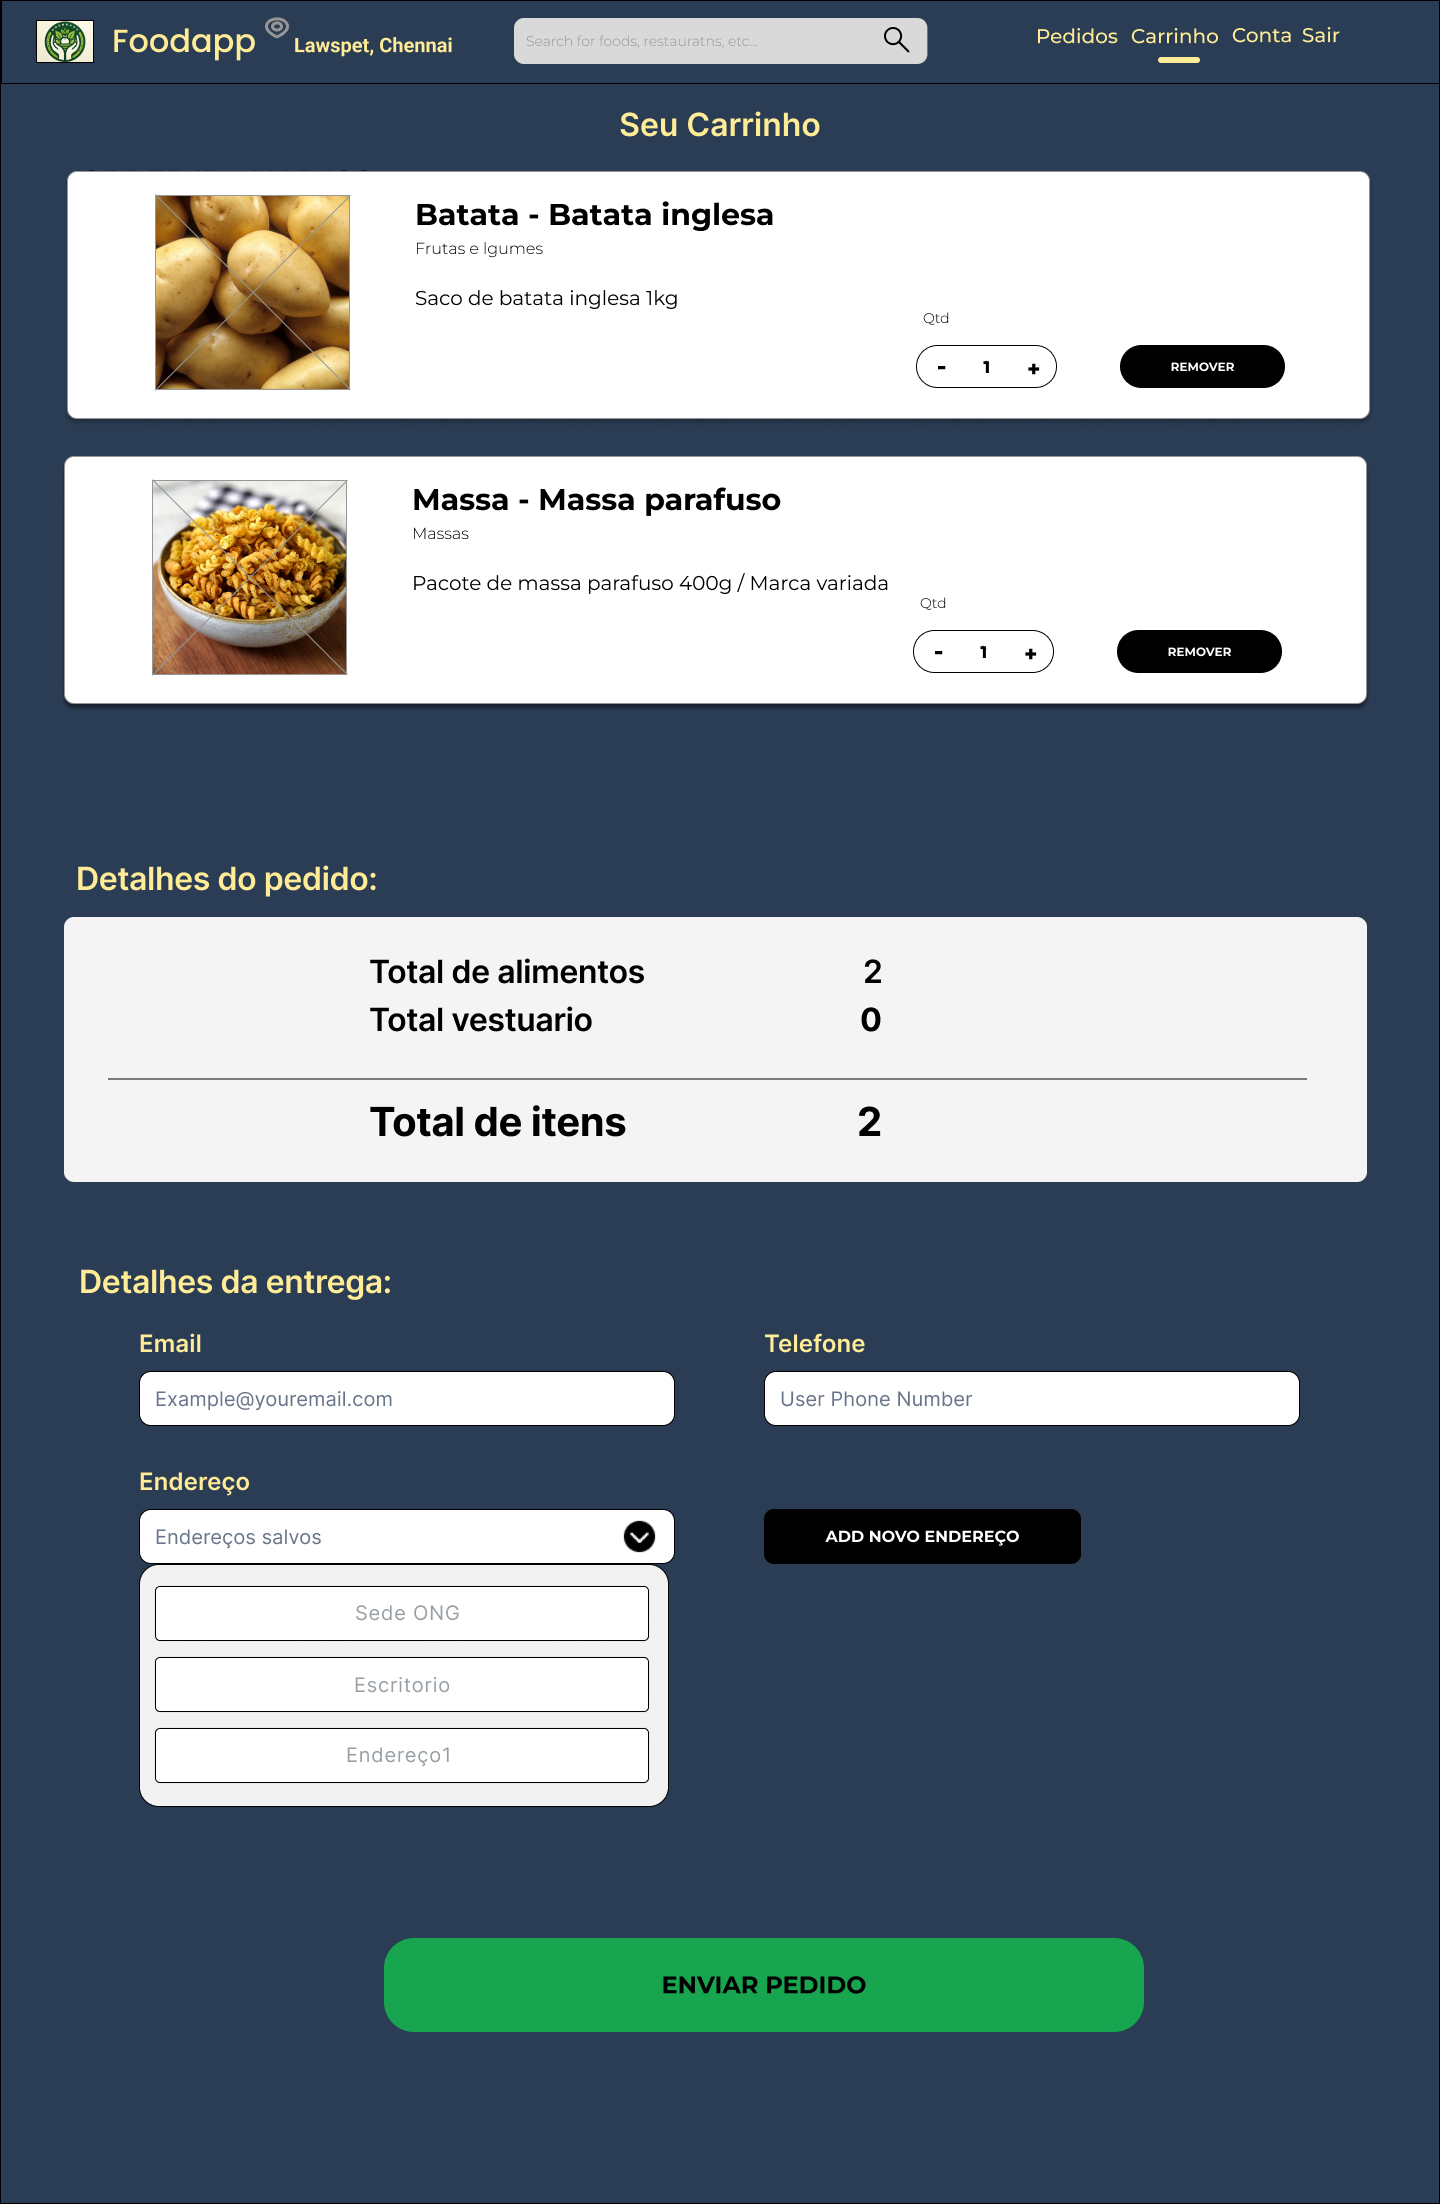 Foodapp
Lawspet, Chennai
Search for foods, restauratns, etc...
Pedidos Carrinho Conta Sair
Seu Carrinho
Batata - Batata inglesa
Frutas e lgumes
Saco de batata inglesa 1kg
Qtd
- 1 +
REMOVER
Massa - Massa parafuso
Massas
Pacote de massa parafuso 400g / Marca variada
Qtd
- 1 +
REMOVER
Detalhes do pedido:
Total de alimentos 2
Total vestuario 0
Total de itens 2
Detalhes da entrega:
Email
Example@youremail.com
Telefone
User Phone Number
Endereço
Endereços salvos
ADD NOVO ENDEREÇO
Sede ONG
Escritorio
Endereço1
ENVIAR PEDIDO